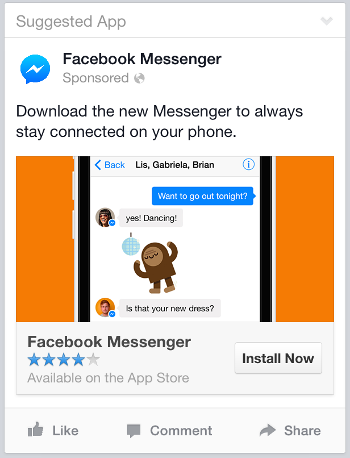 Suggested App
Facebook Messenger
Sponsored
Download the new Messenger to always
stay connected on your phone.
Back Lis, Gabriela, Brian
Want to go out tonight?
yes! Dancing!
Is that your new dress?
Facebook Messenger
Available on the App Store
Install Now
Like Comment Share